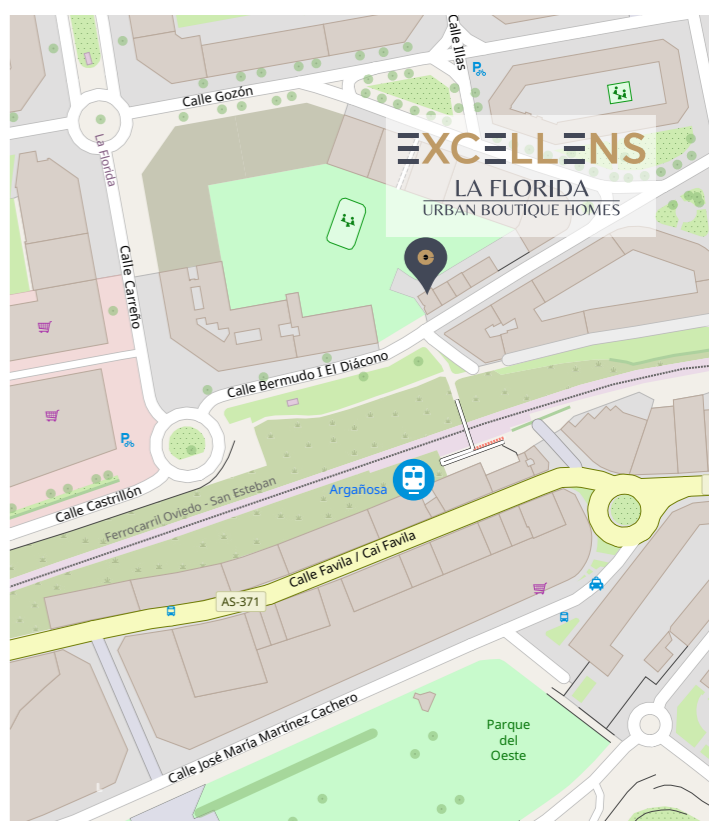 Calle Illas
Calle Gozón
La Florida
EXCELLENS
LA FLORIDA
URBAN BOUTIQUE HOMES
Calle Carreño
Calle Bermudo I El Diácono
Calle Castrillón
Ferrocarril Oviedo - San Esteban
Argañosa
Calle Favila / Cai Favila
AS-371
Calle José María Martínez Cachero
Parque
del
Oeste